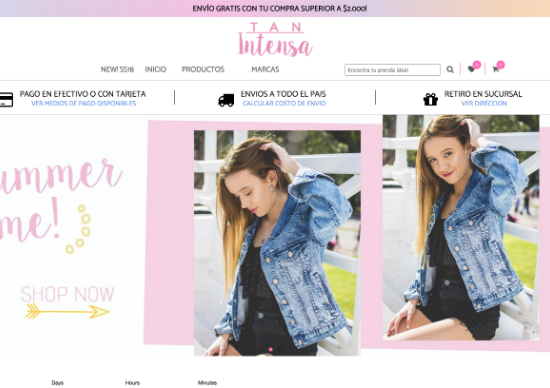 ENVÍO GRATIS CON TU COMPRA SUPERIOR A $2.000!
TAN
Intensa
NEW! SS18 INICIO PRODUCTOS MARCAS
Encontra tu prenda ideal
0 0
PAGO EN EFECTIVO O CON TARJETA
VER MEDIOS DE PAGO DISPONIBLES
ENVIOS A TODO EL PAIS
CALCULAR COSTO DE ENVIO
RETIRO EN SUCURSAL
VER DIRECCION
ummer
me!
SHOP NOW
Days Hours Minutes